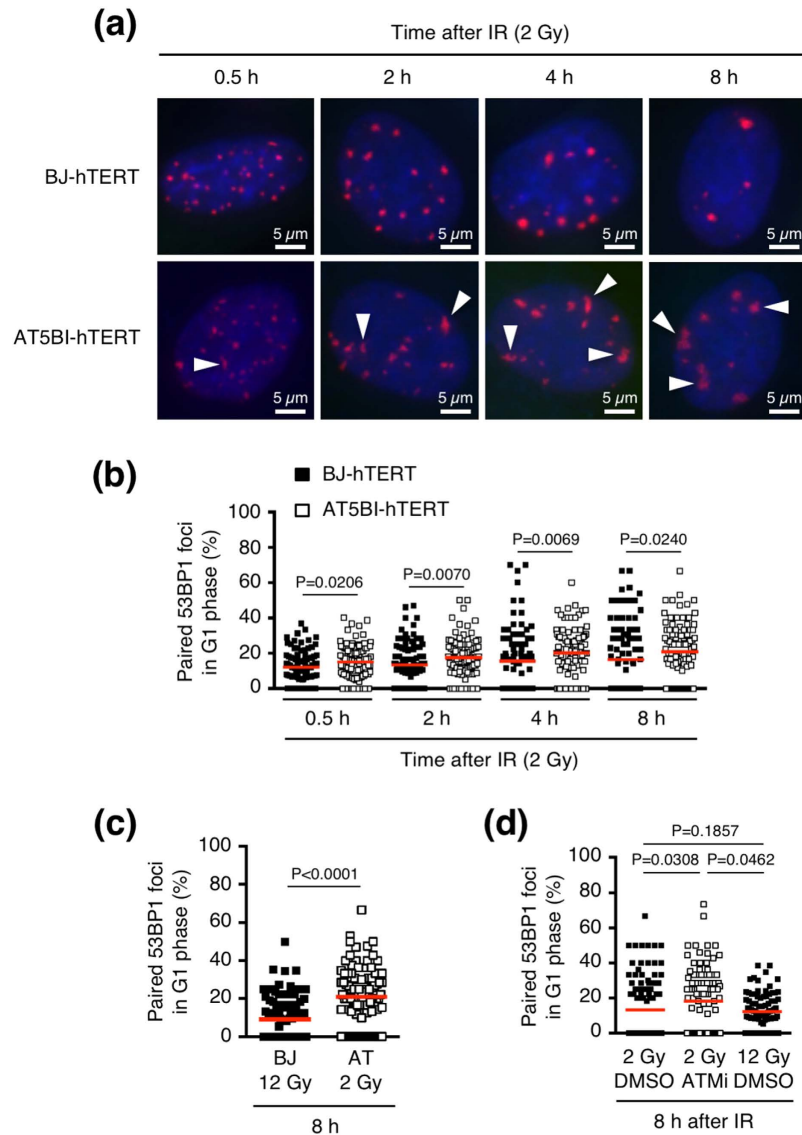 (a)
Time after IR (2 Gy)
0.5 h 2 h 4 h 8 h
BJ-hTERT
5 µm 5 µm 5 µm 5 µm
AT5BI-hTERT
5 µm 5 µm 5 µm 5 µm
(b)
BJ-hTERT
AT5BI-hTERT
Paired 53BP1 foci
in G1 phase (%)
100
80
60
40
20
0
P=0.0206 P=0.0070 P=0.0069 P=0.0240
0.5 h 2 h 4 h 8 h
Time after IR (2 Gy)
(c)
Paired 53BP1 foci
in G1 phase (%)
100
80
60
40
20
0
P<0.0001
BJ AT
12 Gy 2 Gy
8 h
(d)
Paired 53BP1 foci
in G1 phase (%)
100
80
60
40
20
0
P=0.1857
P=0.0308 P=0.0462
2 Gy 2 Gy 12 Gy
DMSO ATMi DMSO
8 h after IR